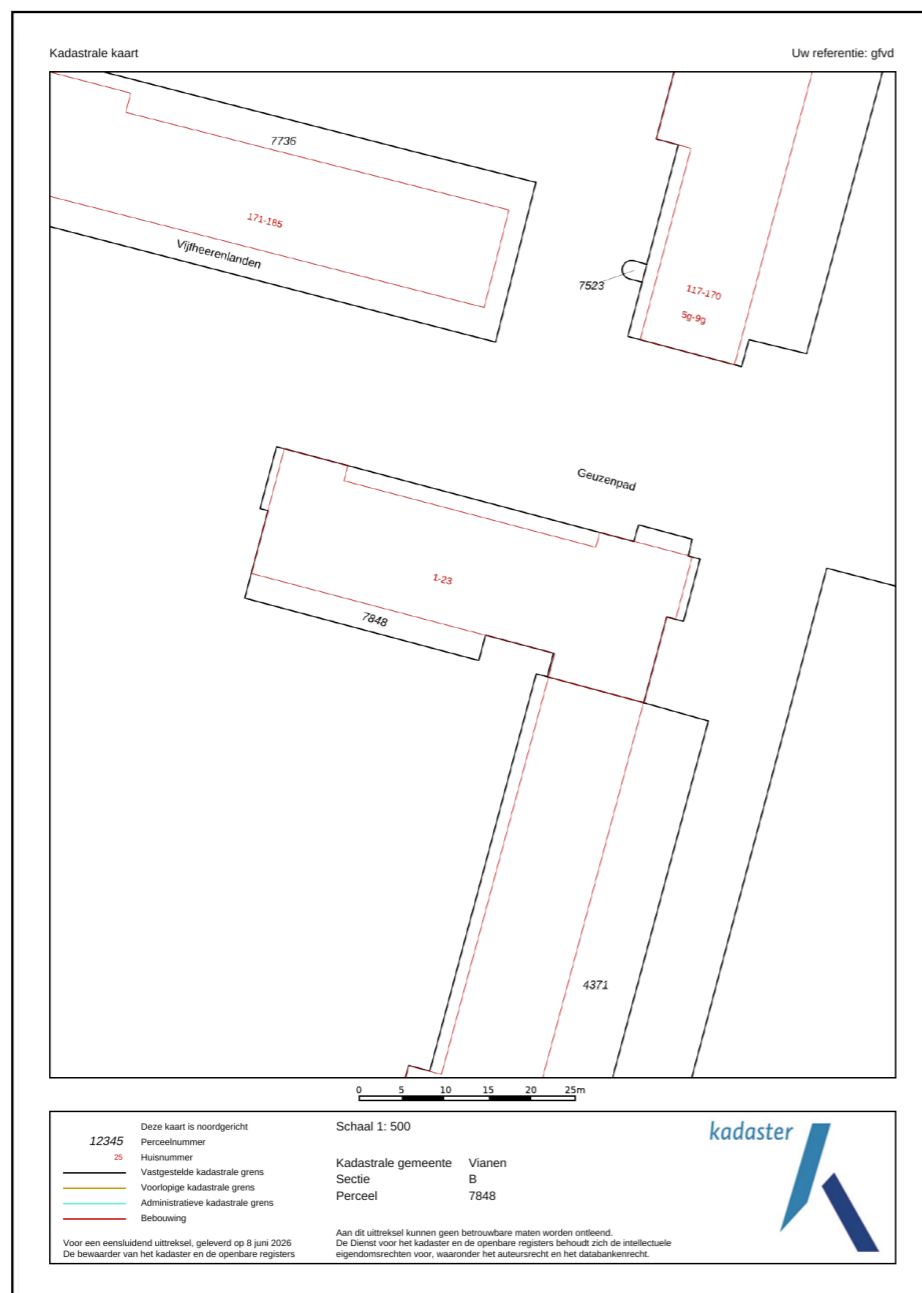 Kadastrale kaart
Uw referentie: gfvd
7736
171-185
Vijfheerenlanden
7523
117-170
5g-9g
Geuzenpad
1-23
7848
4371
0 5 10 15 20 25m
Deze kaart is noordgericht
12345 Perceelnummer
25 Huisnummer
Vastgestelde kadastrale grens
Voorlopige kadastrale grens
Administratieve kadastrale grens
Bebouwing
Voor een eensluidend uittreksel, geleverd op 8 juni 2026
De bewaarder van het kadaster en de openbare registers
Schaal 1: 500
Kadastrale gemeente Vianen
Sectie B
Perceel 7848
Aan dit uittreksel kunnen geen betrouwbare maten worden ontleend.
De Dienst voor het kadaster en de openbare registers behoudt zich de intellectuele
eigendomsrechten voor, waaronder het auteursrecht en het databankenrecht.
kadaster